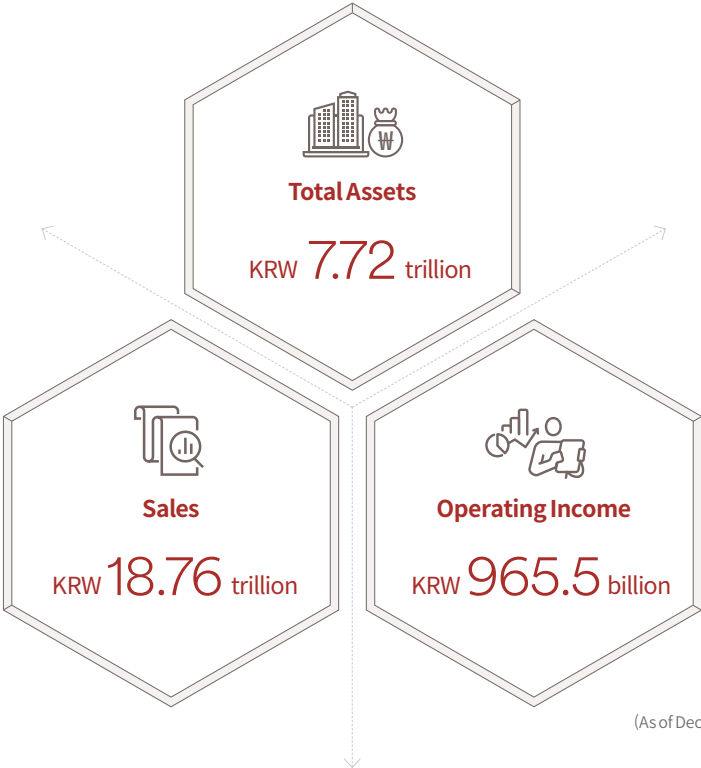 ₩
Total Assets
KRW 7.72 trillion
Sales
KRW 18.76 trillion
Operating Income
KRW 965.5 billion
(As of Dec